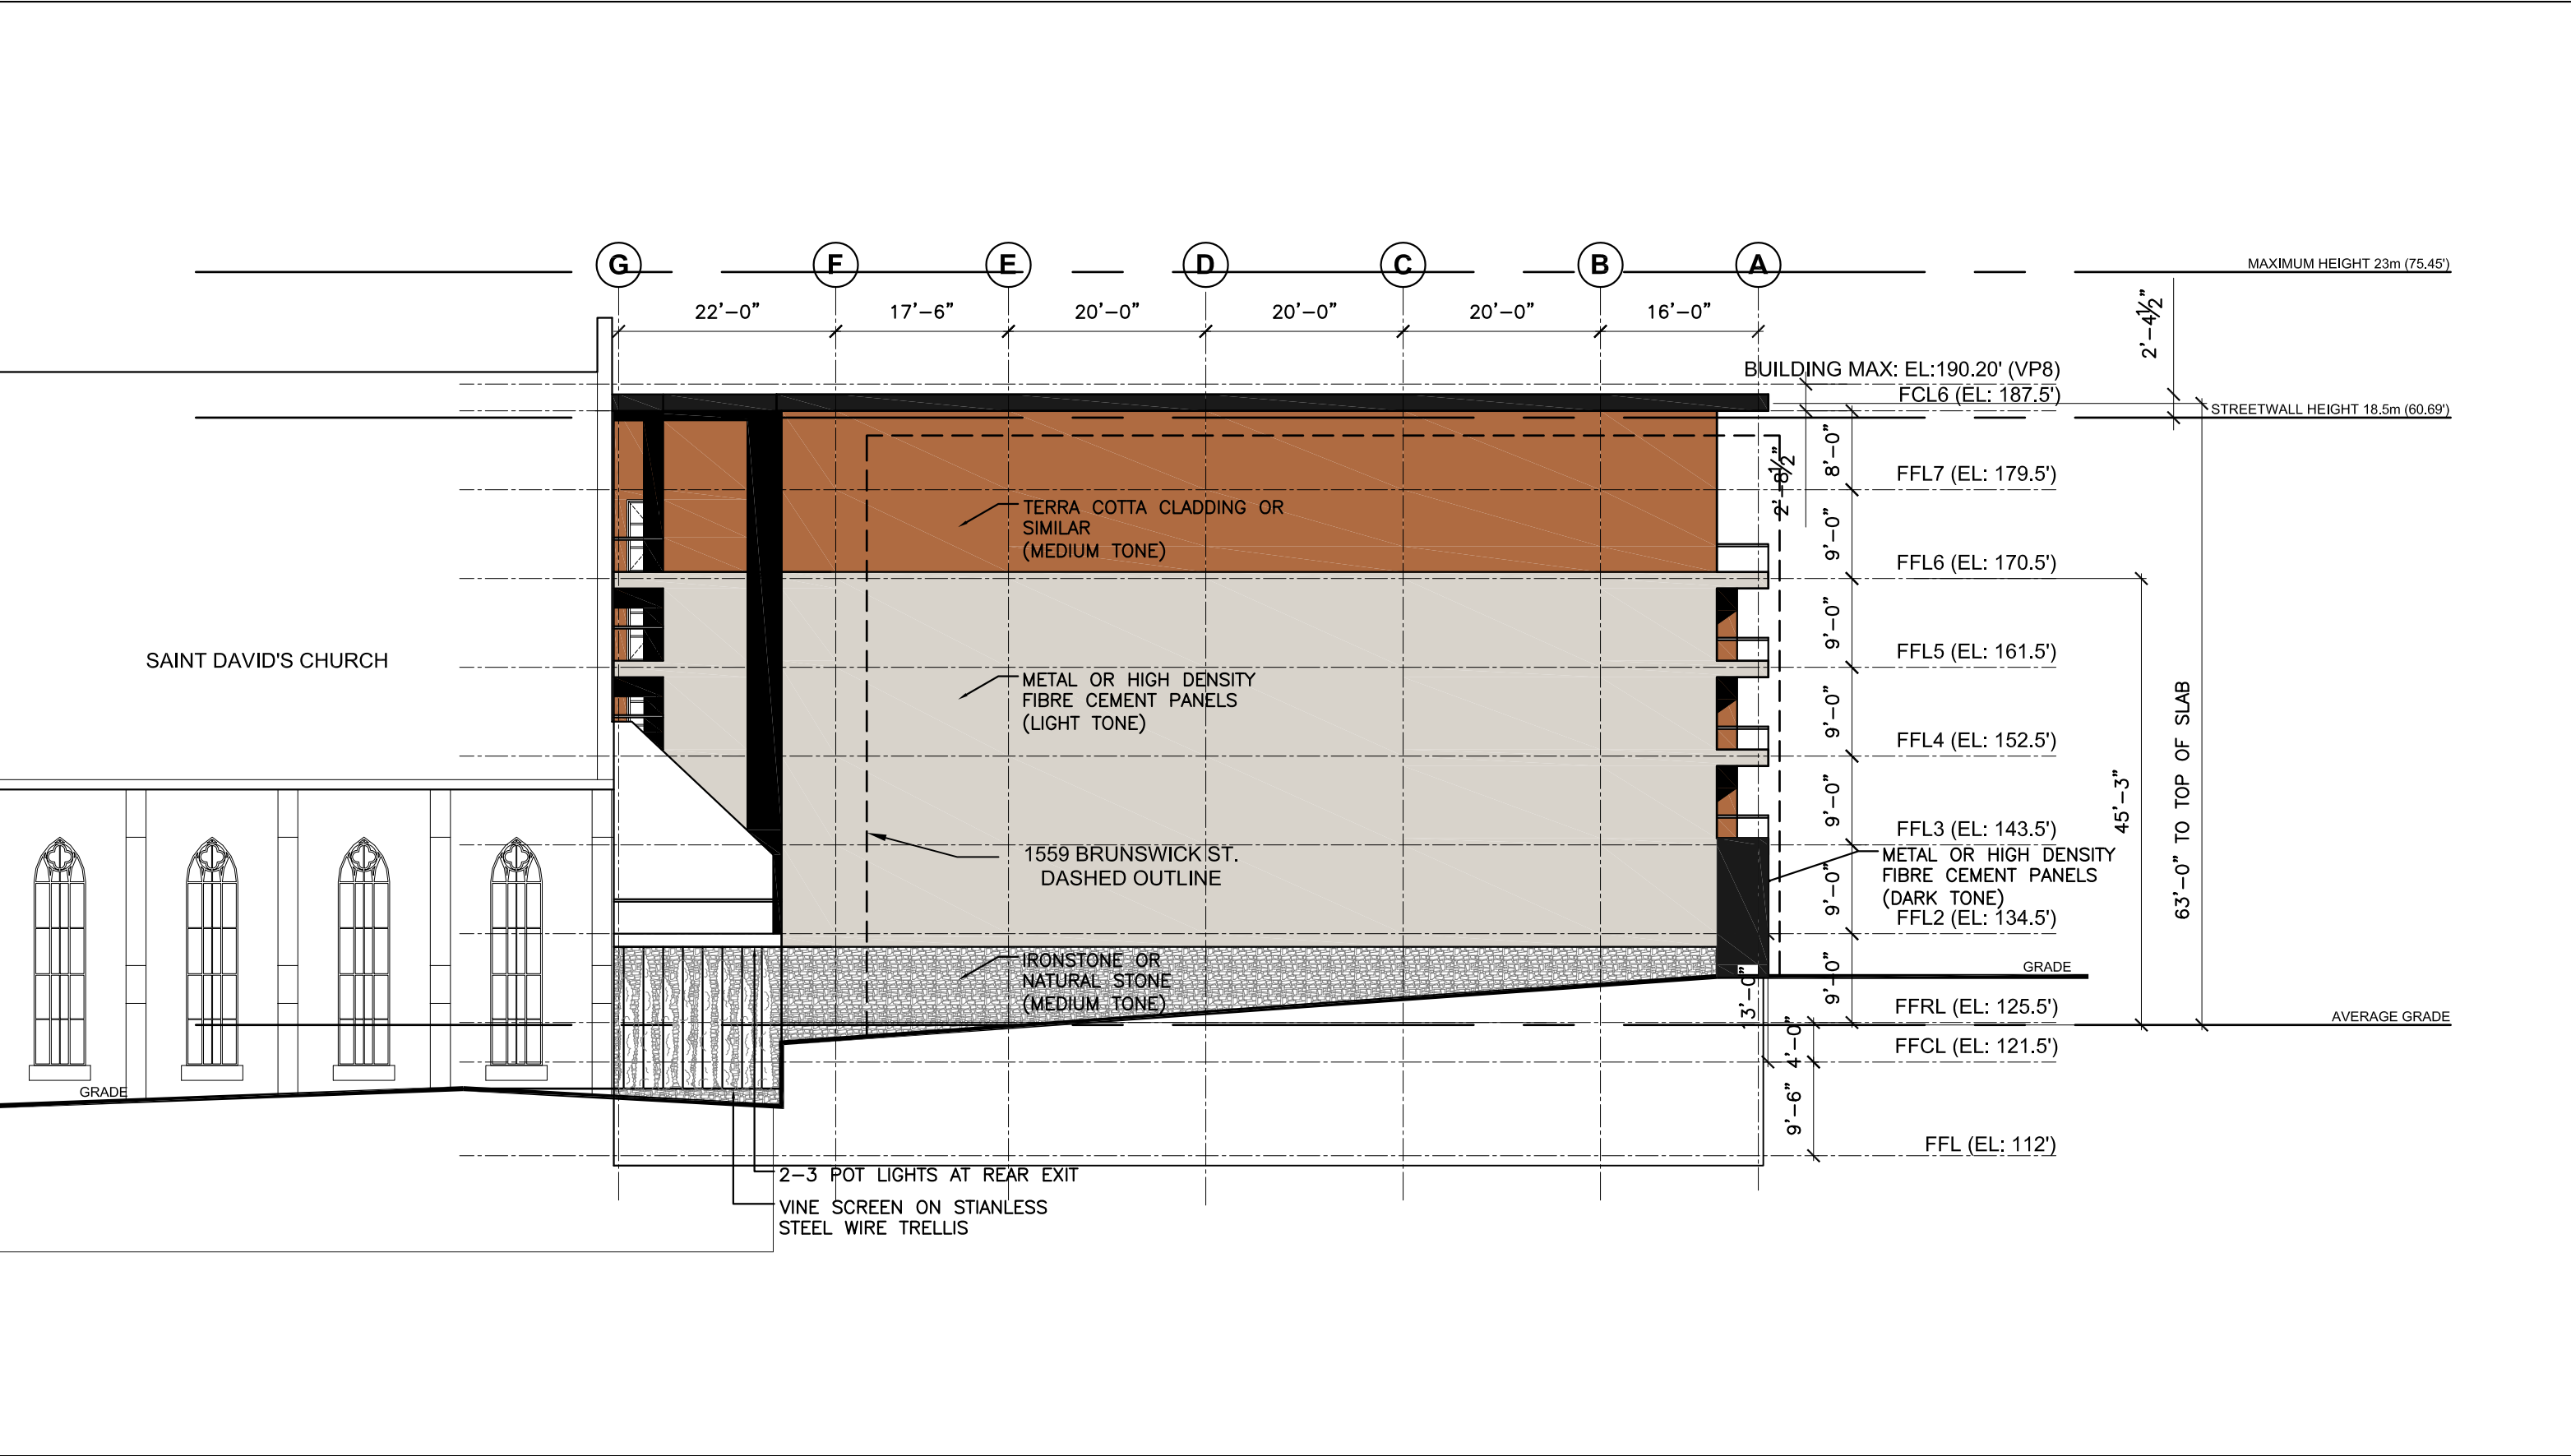 MAXIMUM HEIGHT 23m (75.45')
G F E D C B A
22'-0" 17'-6" 20'-0" 20'-0" 20'-0" 16'-0"
2'-4½"
BUILDING MAX: EL:190.20' (VP8)
FCL6 (EL: 187.5')
STREETWALL HEIGHT 18.5m (60.69')
8'-0"
2'-8½"
FFL7 (EL: 179.5')
TERRA COTTA CLADDING OR
SIMILAR
(MEDIUM TONE)
9'-0"
FFL6 (EL: 170.5')
9'-0"
FFL5 (EL: 161.5')
SAINT DAVID'S CHURCH
METAL OR HIGH DENSITY
FIBRE CEMENT PANELS
(LIGHT TONE)
9'-0"
FFL4 (EL: 152.5')
63'-0" TO TOP OF SLAB
45'-3"
9'-0"
FFL3 (EL: 143.5')
1559 BRUNSWICK ST.
DASHED OUTLINE
METAL OR HIGH DENSITY
FIBRE CEMENT PANELS
(DARK TONE)
9'-0"
FFL2 (EL: 134.5')
IRONSTONE OR
NATURAL STONE
(MEDIUM TONE)
GRADE
9'-0"
13'-0"
FFRL (EL: 125.5')
AVERAGE GRADE
4'-0"
FFCL (EL: 121.5')
GRADE
9'-6"
FFL (EL: 112')
2-3 POT LIGHTS AT REAR EXIT
VINE SCREEN ON STIANLESS
STEEL WIRE TRELLIS